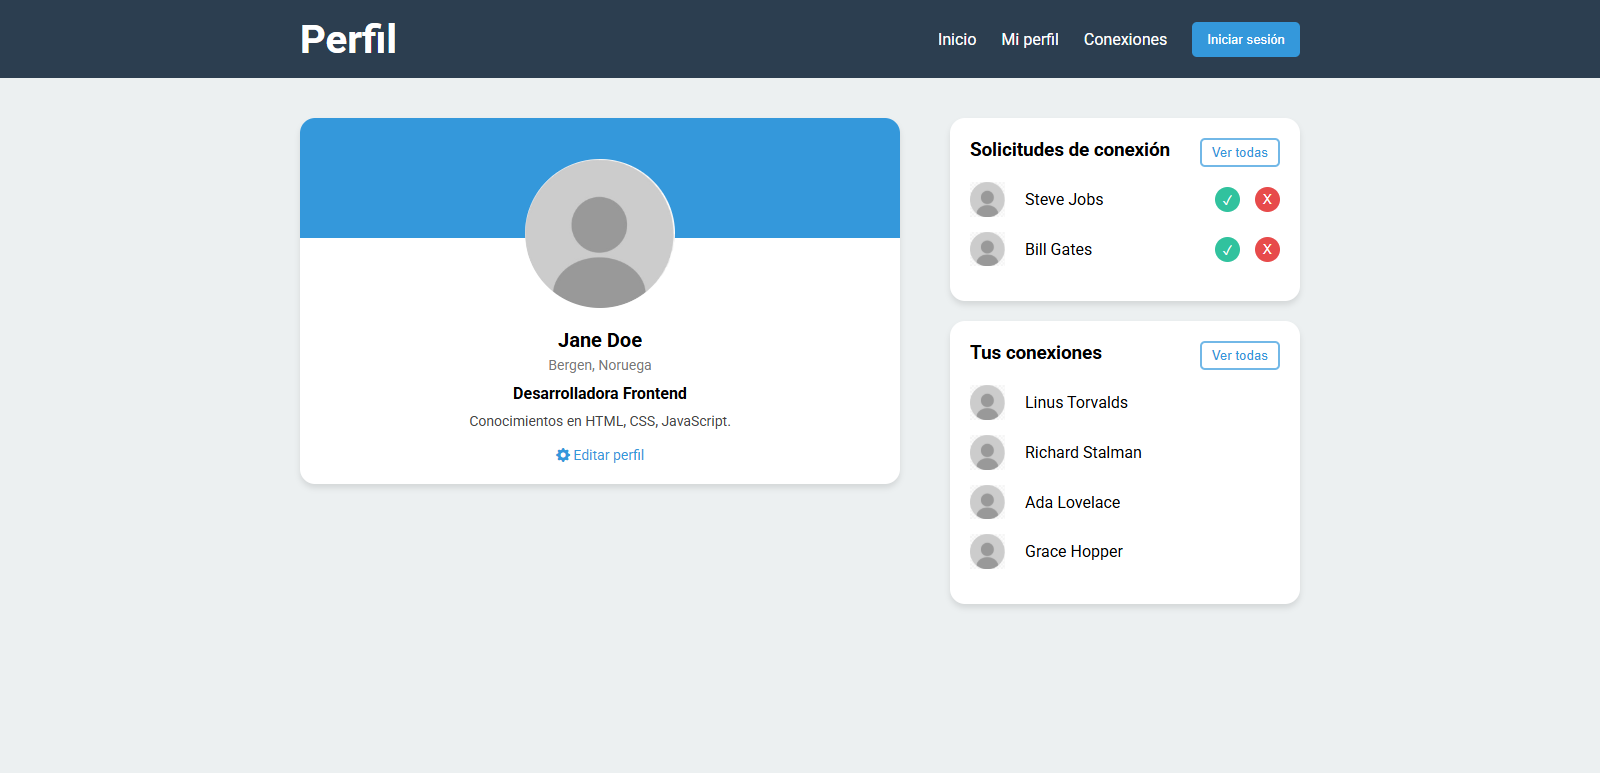 Perfil
Inicio Mi perfil Conexiones Iniciar sesión
Jane Doe
Bergen, Noruega
Desarrolladora Frontend
Conocimientos en HTML, CSS, JavaScript.
Editar perfil
Solicitudes de conexión Ver todas
Steve Jobs ✓ X
Bill Gates ✓ X
Tus conexiones Ver todas
Linus Torvalds
Richard Stalman
Ada Lovelace
Grace Hopper